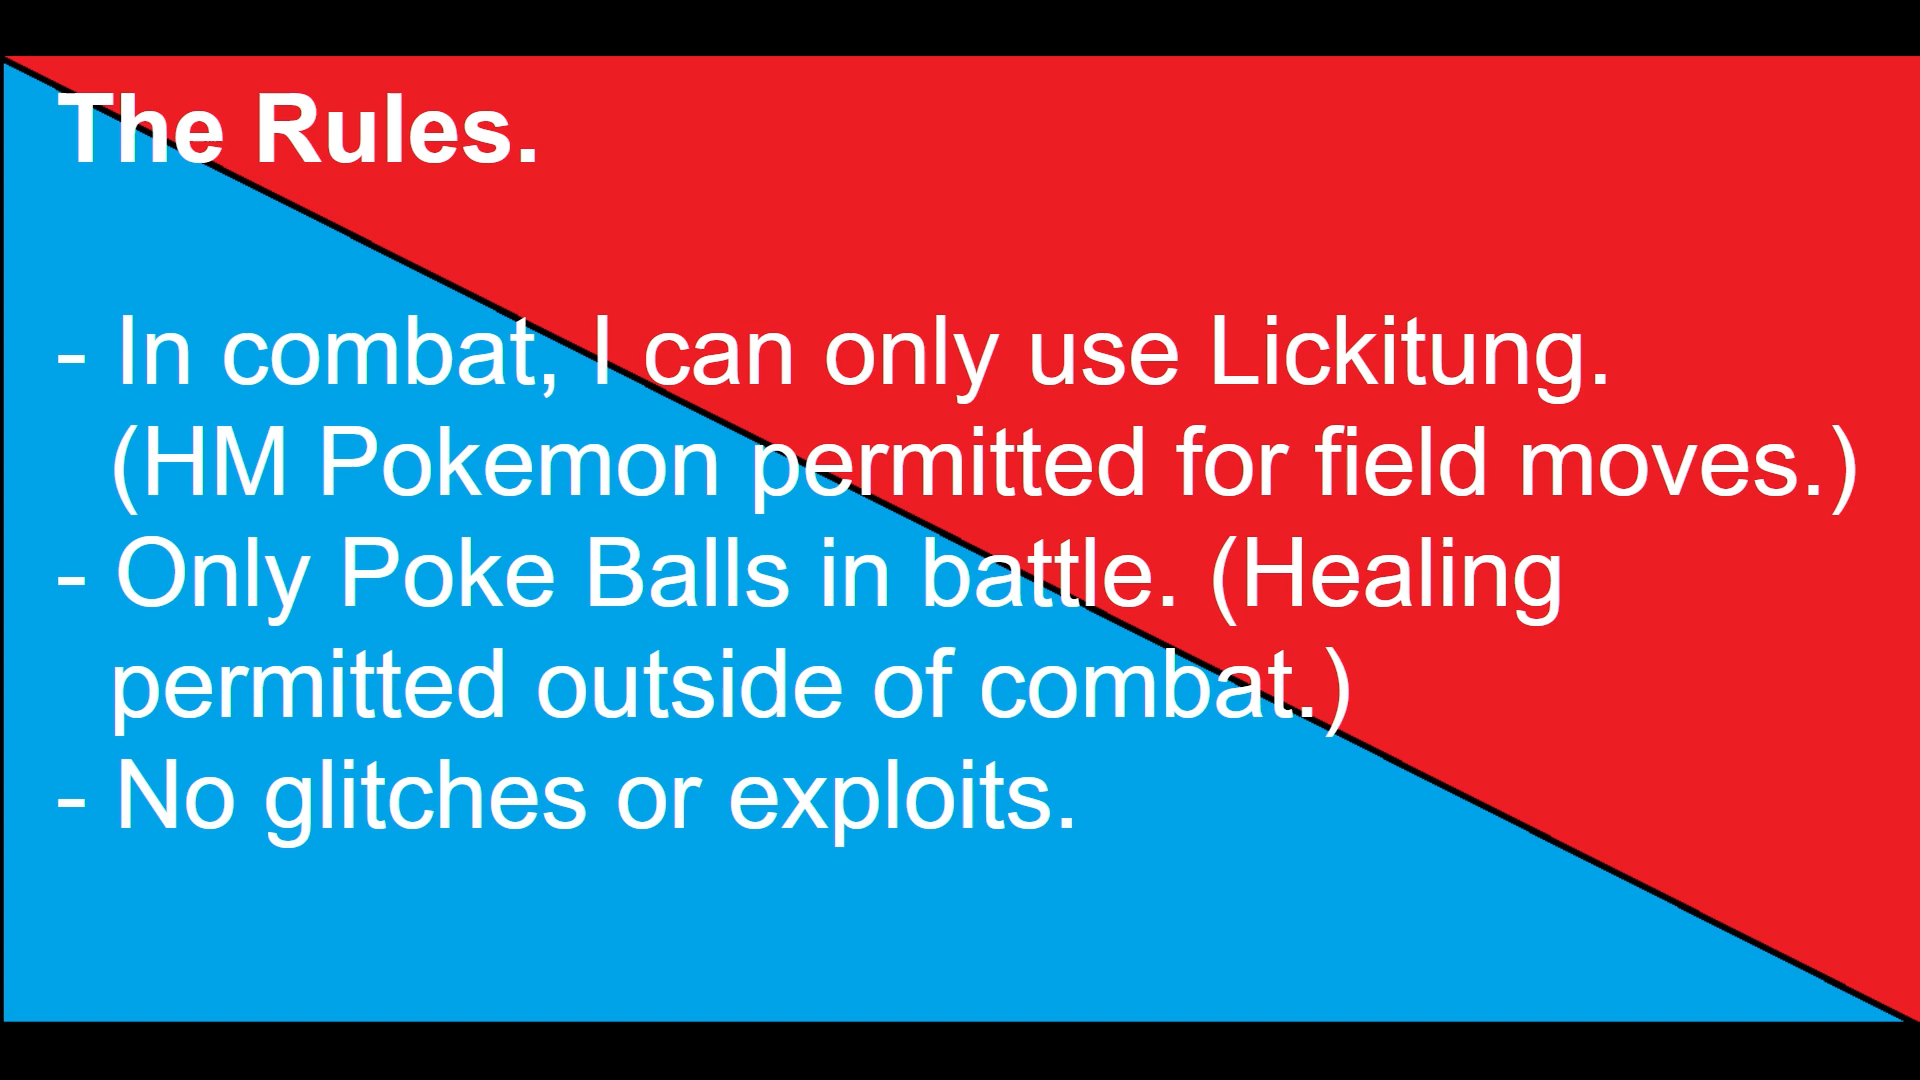 The Rules.
- In combat, I can only use Lickitung.
(HM Pokemon permitted for field moves.)
- Only Poke Balls in battle. (Healing
permitted outside of combat.)
- No glitches or exploits.